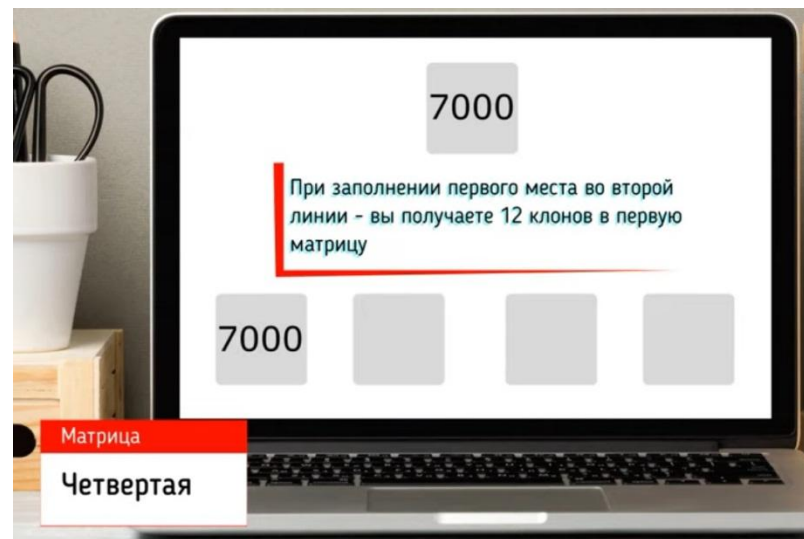 7000
При заполнении первого места во второй
линии - вы получаете 12 клонов в первую
матрицу
7000
Матрица
Четвертая